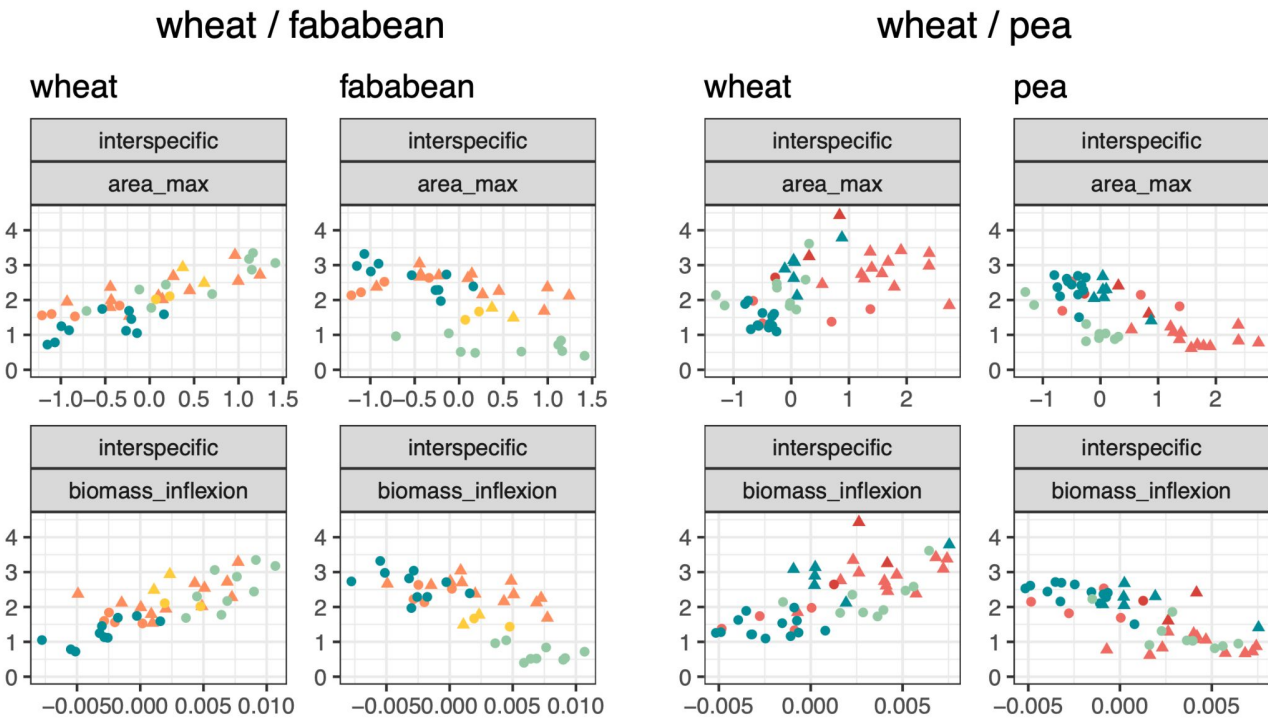 wheat / fababean
wheat / pea
wheat
fababean
wheat
pea
interspecific
interspecific
interspecific
interspecific
area_max
area_max
area_max
area_max
4
4
4
4
3
3
3
3
2
2
2
2
1
1
1
1
0
0
0
0
−1.0−0.5 0.0 0.5 1.0 1.5
−1.0−0.5 0.0 0.5 1.0 1.5
−1 0 1 2
−1 0 1 2
interspecific
interspecific
interspecific
interspecific
biomass_inflexion
biomass_inflexion
biomass_inflexion
biomass_inflexion
4
4
4
4
3
3
3
3
2
2
2
2
1
1
1
1
0
0
0
0
−0.0050.000 0.005 0.010
−0.0050.000 0.005 0.010
−0.005 0.000 0.005
−0.005 0.000 0.005